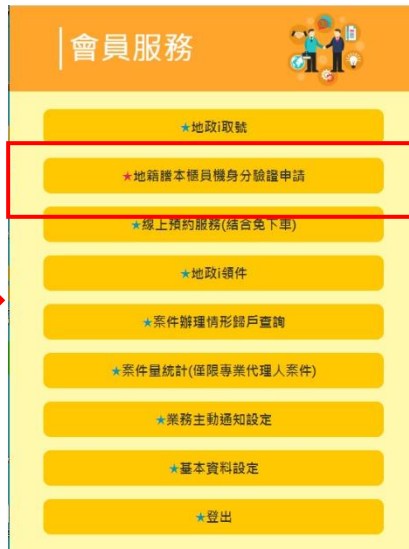 會員服務
★地政i取號
★地籍謄本櫃員機身分驗證申請
★線上預約服務(結合免下車)
★地政i領件
★案件辦理情形歸戶查詢
★案件量統計(僅限專業代理人案件)
★業務主動通知設定
★基本資料設定
★登出